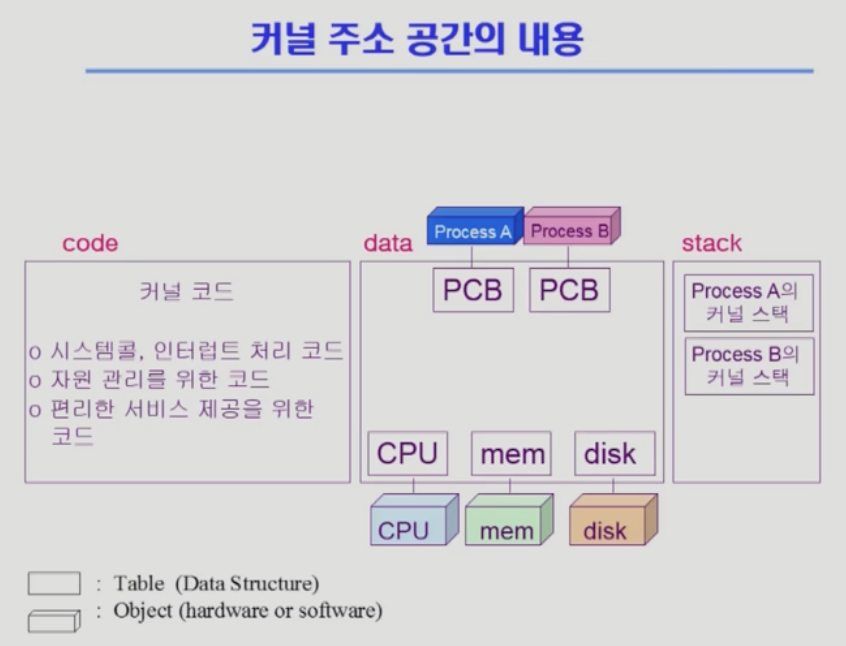 커널 주소 공간의 내용
code
커널 코드
o 시스템콜, 인터럽트 처리 코드
o 자원 관리를 위한 코드
o 편리한 서비스 제공을 위한
코드
data
Process A
Process B
PCB
PCB
CPU
mem
disk
CPU
mem
disk
stack
Process A의
커널 스택
Process B의
커널 스택
: Table (Data Structure)
: Object (hardware or software)